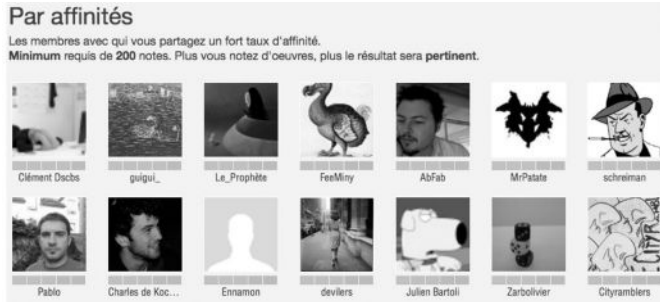 Par affinités
Les membres avec qui vous partagez un fort taux d'affinité.
Minimum requis de 200 notes. Plus vous notez d'oeuvres, plus le résultat sera pertinent.
Clément Dscbs guigui_ Le_Prophète FeeMiny AbFab MrPatate schreiman
Pablo Charles de Koc... Ennamon devilers Julien Bartoli Zarbolivier Cityramblers